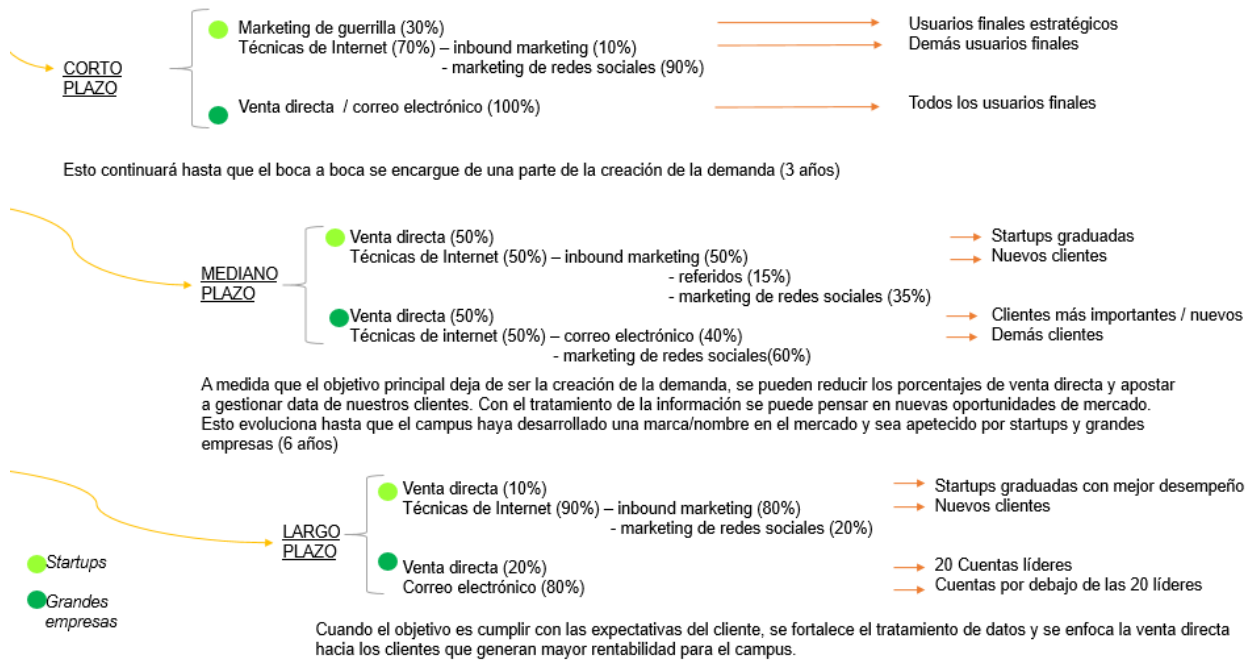 CORTO
PLAZO
Marketing de guerrilla (30%)
Técnicas de Internet (70%) – inbound marketing (10%)
- marketing de redes sociales (90%)
Usuarios finales estratégicos
Demás usuarios finales
Venta directa / correo electrónico (100%)
Todos los usuarios finales
Esto continuará hasta que el boca a boca se encargue de una parte de la creación de la demanda (3 años)
MEDIANO
PLAZO
Venta directa (50%)
Técnicas de Internet (50%) – inbound marketing (50%)
- referidos (15%)
- marketing de redes sociales (35%)
Startups graduadas
Nuevos clientes
Venta directa (50%)
Técnicas de internet (50%) – correo electrónico (40%)
- marketing de redes sociales(60%)
Clientes más importantes / nuevos
Demás clientes
A medida que el objetivo principal deja de ser la creación de la demanda, se pueden reducir los porcentajes de venta directa y apostar
a gestionar data de nuestros clientes. Con el tratamiento de la información se puede pensar en nuevas oportunidades de mercado.
Esto evoluciona hasta que el campus haya desarrollado una marca/nombre en el mercado y sea apetecido por startups y grandes
empresas (6 años)
LARGO
PLAZO
Venta directa (10%)
Técnicas de Internet (90%) – inbound marketing (80%)
- marketing de redes sociales (20%)
Startups graduadas con mejor desempeño
Nuevos clientes
Venta directa (20%)
Correo electrónico (80%)
20 Cuentas líderes
Cuentas por debajo de las 20 líderes
Startups
Grandes
empresas
Cuando el objetivo es cumplir con las expectativas del cliente, se fortalece el tratamiento de datos y se enfoca la venta directa
hacia los clientes que generan mayor rentabilidad para el campus.